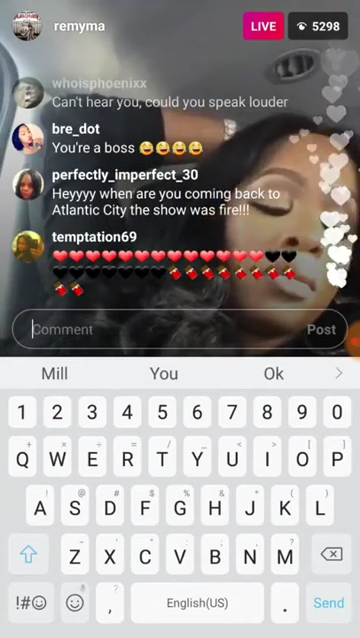 remyma
LIVE
5298
whoisphoenixx
Can't hear you, could you speak louder
bre_dot
You're a boss 😂😂😂😂
perfectly_imperfect_30
Heyyyy when are you coming back to
Atlantic City the show was fire!!!
temptation69
Comment
Post
Mill You Ok
1 2 3 4 5 6 7 8 9 0
Q W E R T Y U I O P
A S D F G H J K L
Z X C V B N M
!#☺ , English(US) . Send